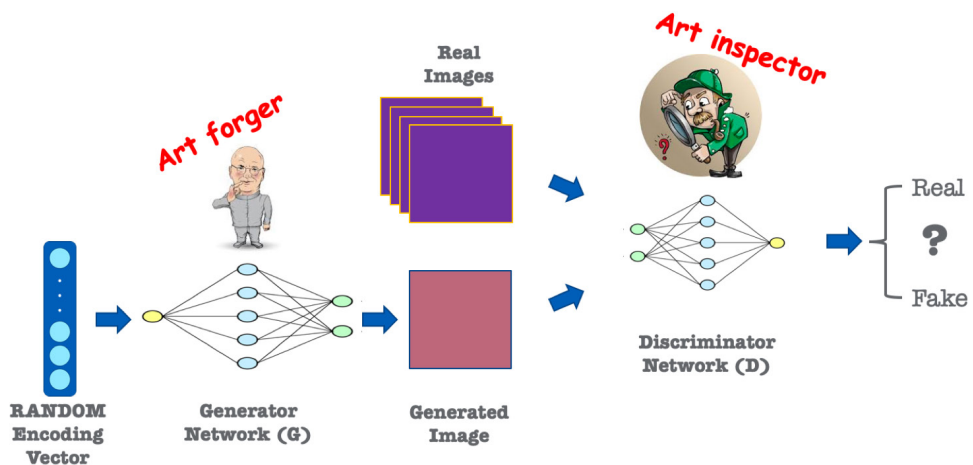 Art forger
Real
Images
Art inspector
?
Real
?
Fake
RANDOM
Encoding
Vector
Generator
Network (G)
Generated
Image
Discriminator
Network (D)